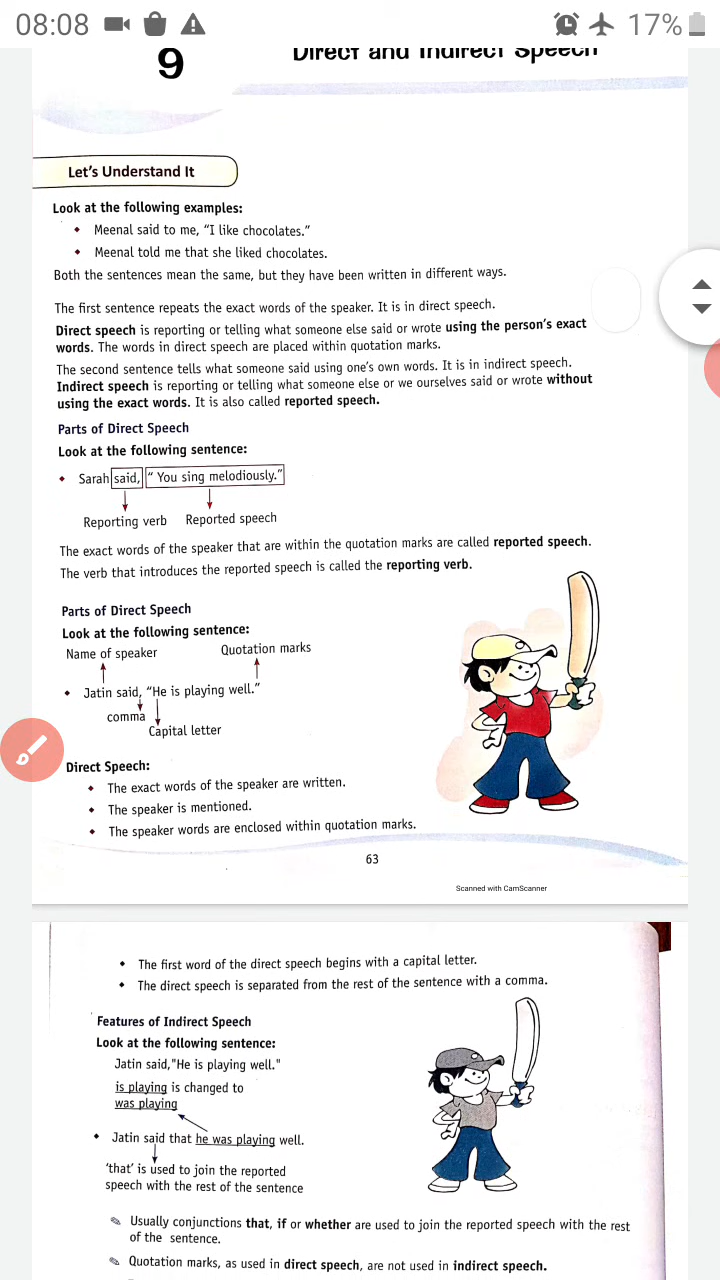 08:08
17%
9
Direct and Indirect Speech
Let's Understand It
Look at the following examples:
• Meenal said to me, “I like chocolates.”
• Meenal told me that she liked chocolates.
Both the sentences mean the same, but they have been written in different ways.
The first sentence repeats the exact words of the speaker. It is in direct speech.
Direct speech is reporting or telling what someone else said or wrote using the person's exact
words. The words in direct speech are placed within quotation marks.
The second sentence tells what someone said using one's own words. It is in indirect speech.
Indirect speech is reporting or telling what someone else or we ourselves said or wrote without
using the exact words. It is also called reported speech.
Parts of Direct Speech
Look at the following sentence:
• Sarah said, “ You sing melodiously.”
Reporting verb Reported speech
The exact words of the speaker that are within the quotation marks are called reported speech.
The verb that introduces the reported speech is called the reporting verb.
Parts of Direct Speech
Look at the following sentence:
Name of speaker Quotation marks
• Jatin said, “He is playing well.”
comma
Capital letter
Direct Speech:
• The exact words of the speaker are written.
• The speaker is mentioned.
• The speaker words are enclosed within quotation marks.
63
Scanned with CamScanner
• The first word of the direct speech begins with a capital letter.
• The direct speech is separated from the rest of the sentence with a comma.
Features of Indirect Speech
Look at the following sentence:
Jatin said,"He is playing well."
is playing is changed to
was playing
• Jatin said that he was playing well.
‘that’ is used to join the reported
speech with the rest of the sentence
✎ Usually conjunctions that, if or whether are used to join the reported speech with the rest
of the sentence.
✎ Quotation marks, as used in direct speech, are not used in indirect speech.